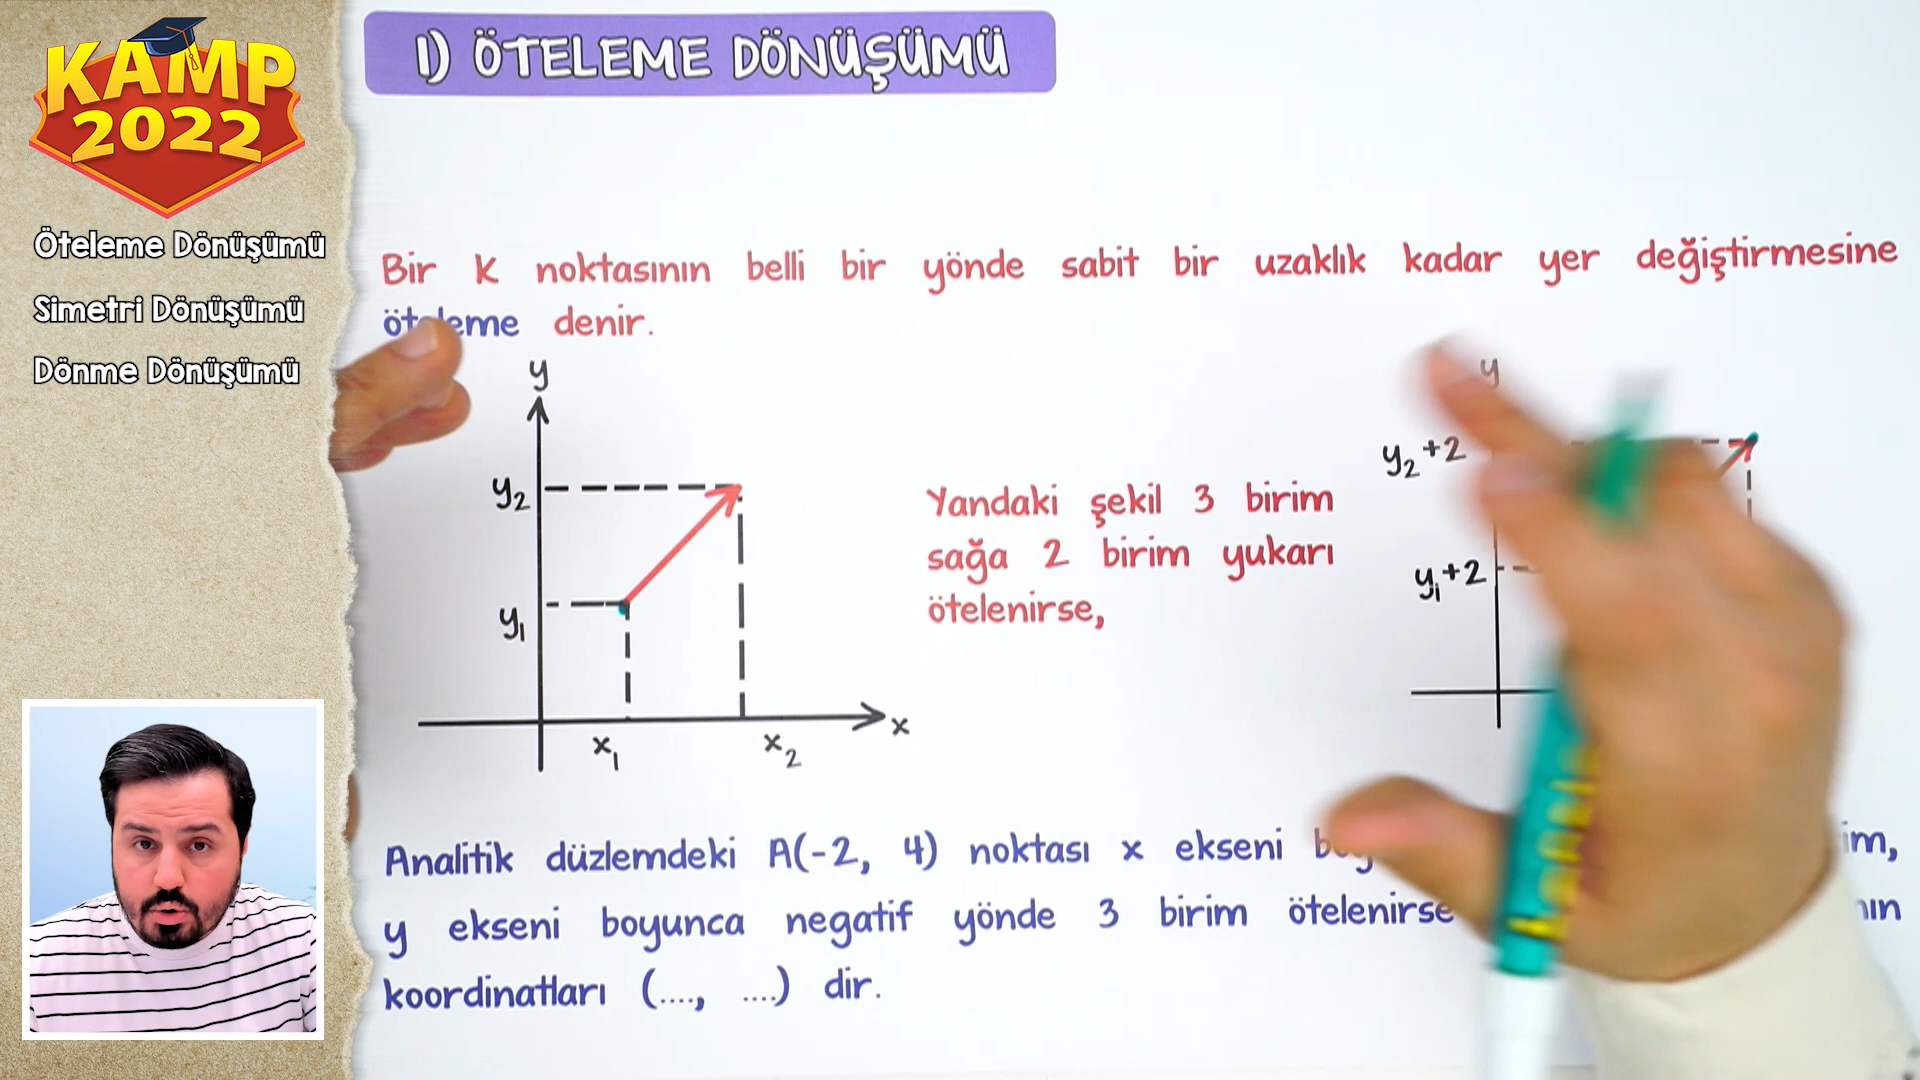 KAMP
2022
Öteleme Dönüşümü
Simetri Dönüşümü
Dönme Dönüşümü
1) ÖTELEME DÖNÜŞÜMÜ
Bir K noktasının belli bir yönde sabit bir uzaklık kadar yer değiştirmesine
öteleme denir.
y
y₂
y₁
x₁
x₂
x
Yandaki şekil 3 birim
sağa 2 birim yukarı
ötelenirse,
y
y₂+2
y₁+2
Analitik düzlemdeki A(-2, 4) noktası x ekseni
y ekseni boyunca negatif yönde 3 birim ötelenirse
koordinatları (...., ....) dir.